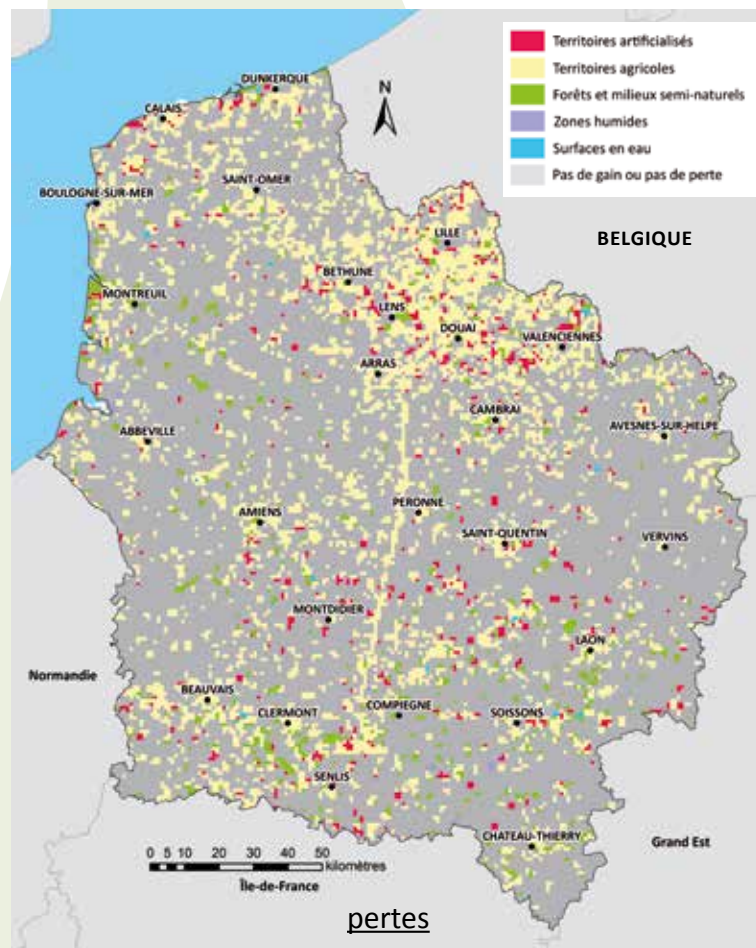 Territoires artificialisés
Territoires agricoles
Forêts et milieux semi-naturels
Zones humides
Surfaces en eau
Pas de gain ou pas de perte
N
DUNKERQUE
CALAIS
SAINT-OMER
BOULOGNE-SUR-MER
LILLE
BELGIQUE
BETHUNE
MONTREUIL
LENS
DOUAI
VALENCIENNES
ARRAS
CAMBRAI
ABBEVILLE
AVESNES-SUR-HELPE
PERONNE
AMIENS
SAINT-QUENTIN
VERVINS
MONTDIDIER
LAON
Normandie
BEAUVAIS
CLERMONT
COMPIEGNE
SOISSONS
SENLIS
CHATEAU-THIERRY
Grand Est
0 5 10 20 30 40 50
kilomètres
Île-de-France
pertes